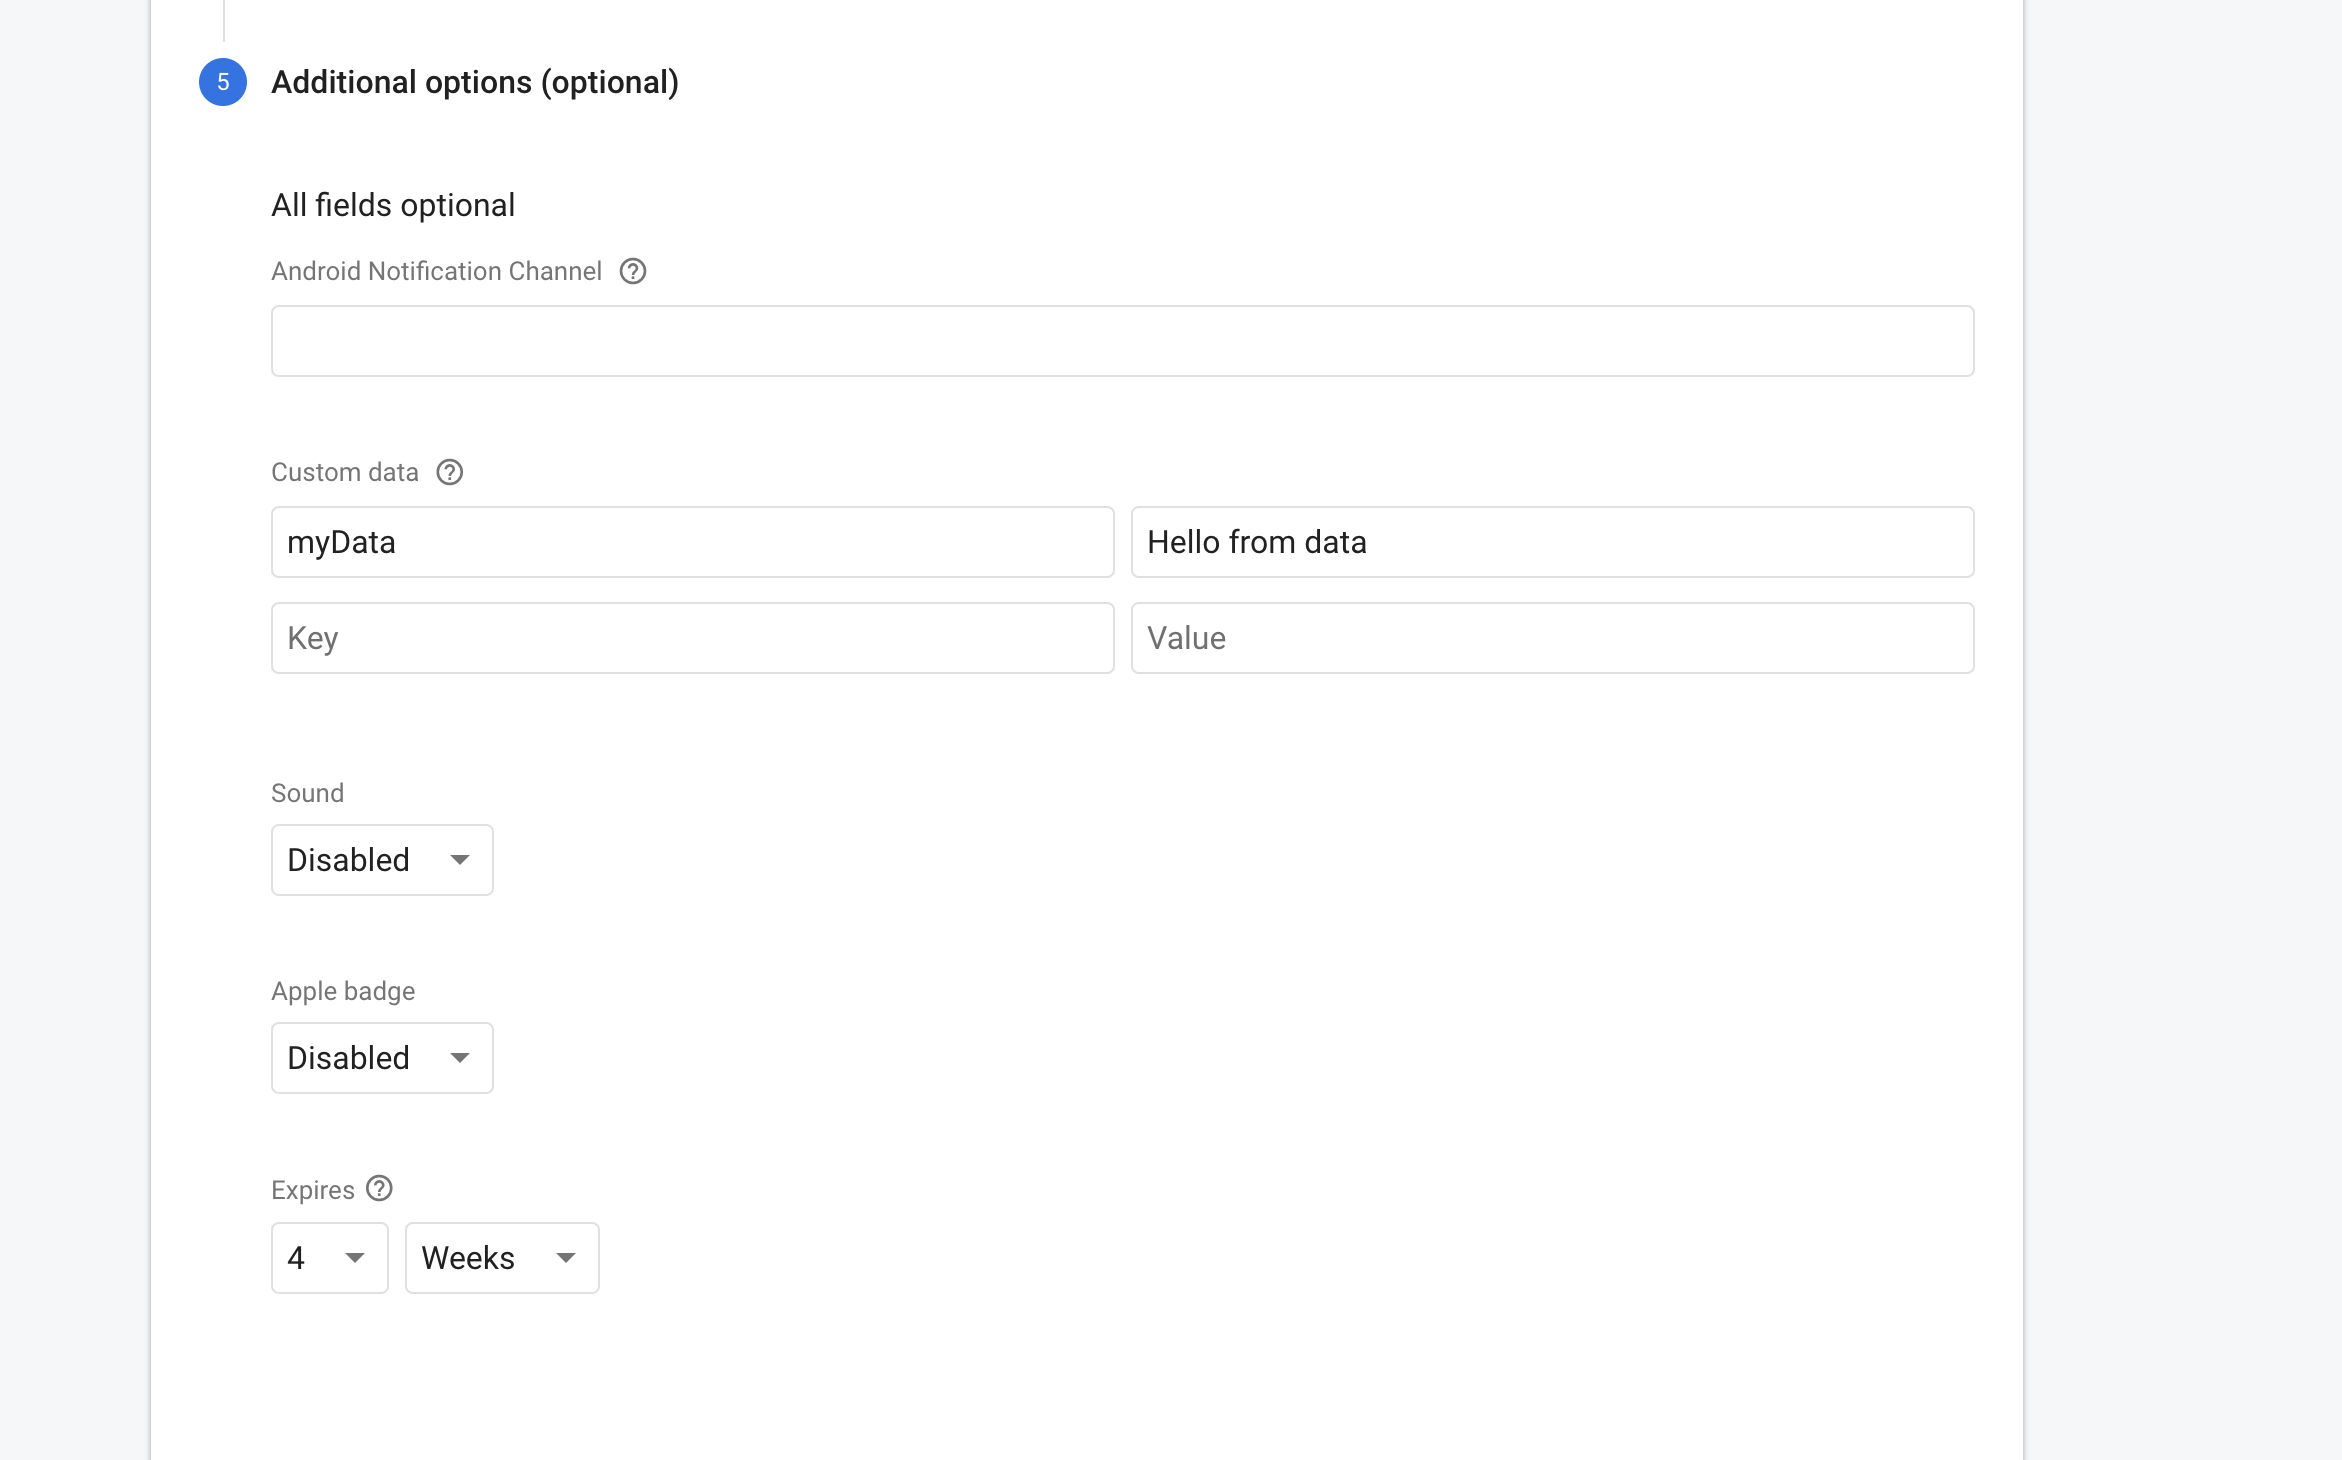 5 Additional options (optional)
All fields optional
Android Notification Channel ?
Custom data ?
myData Hello from data
Key Value
Sound
Disabled
Apple badge
Disabled
Expires ?
4 Weeks